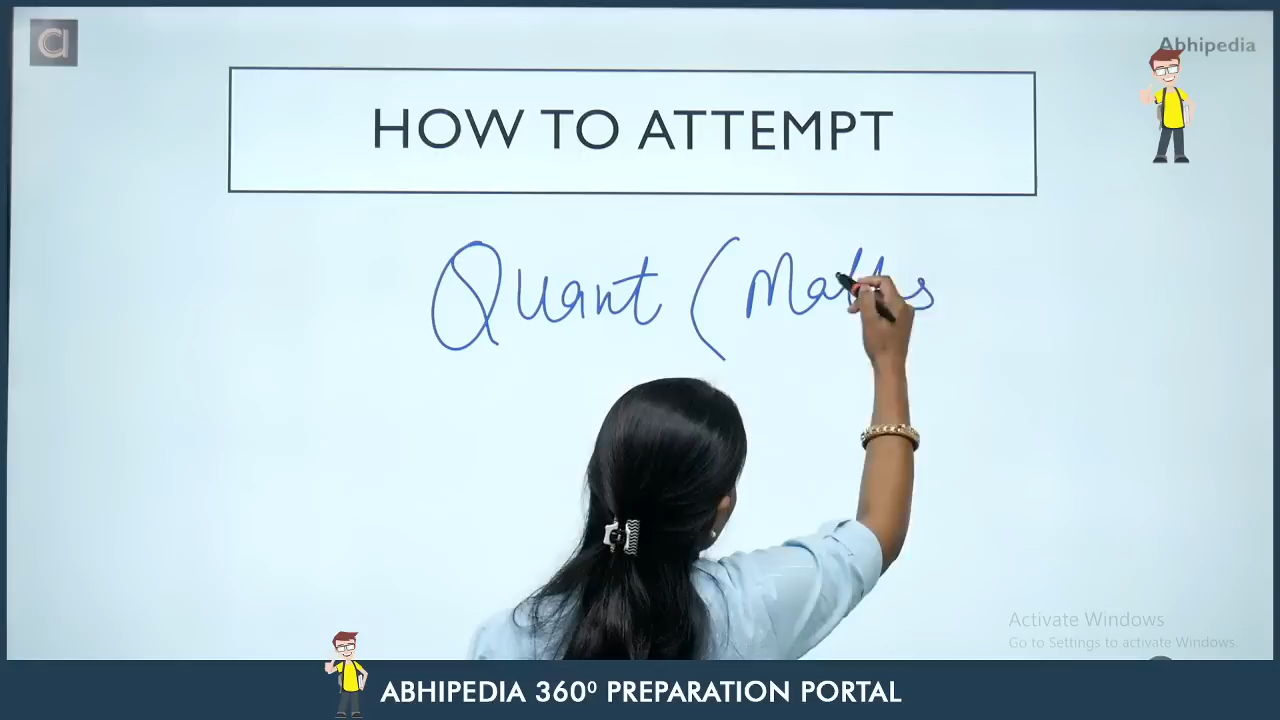 Abhipedia
HOW TO ATTEMPT
Quant (Maths
Activate Windows
Go to Settings to activate Windows.
ABHIPEDIA 360⁰ PREPARATION PORTAL